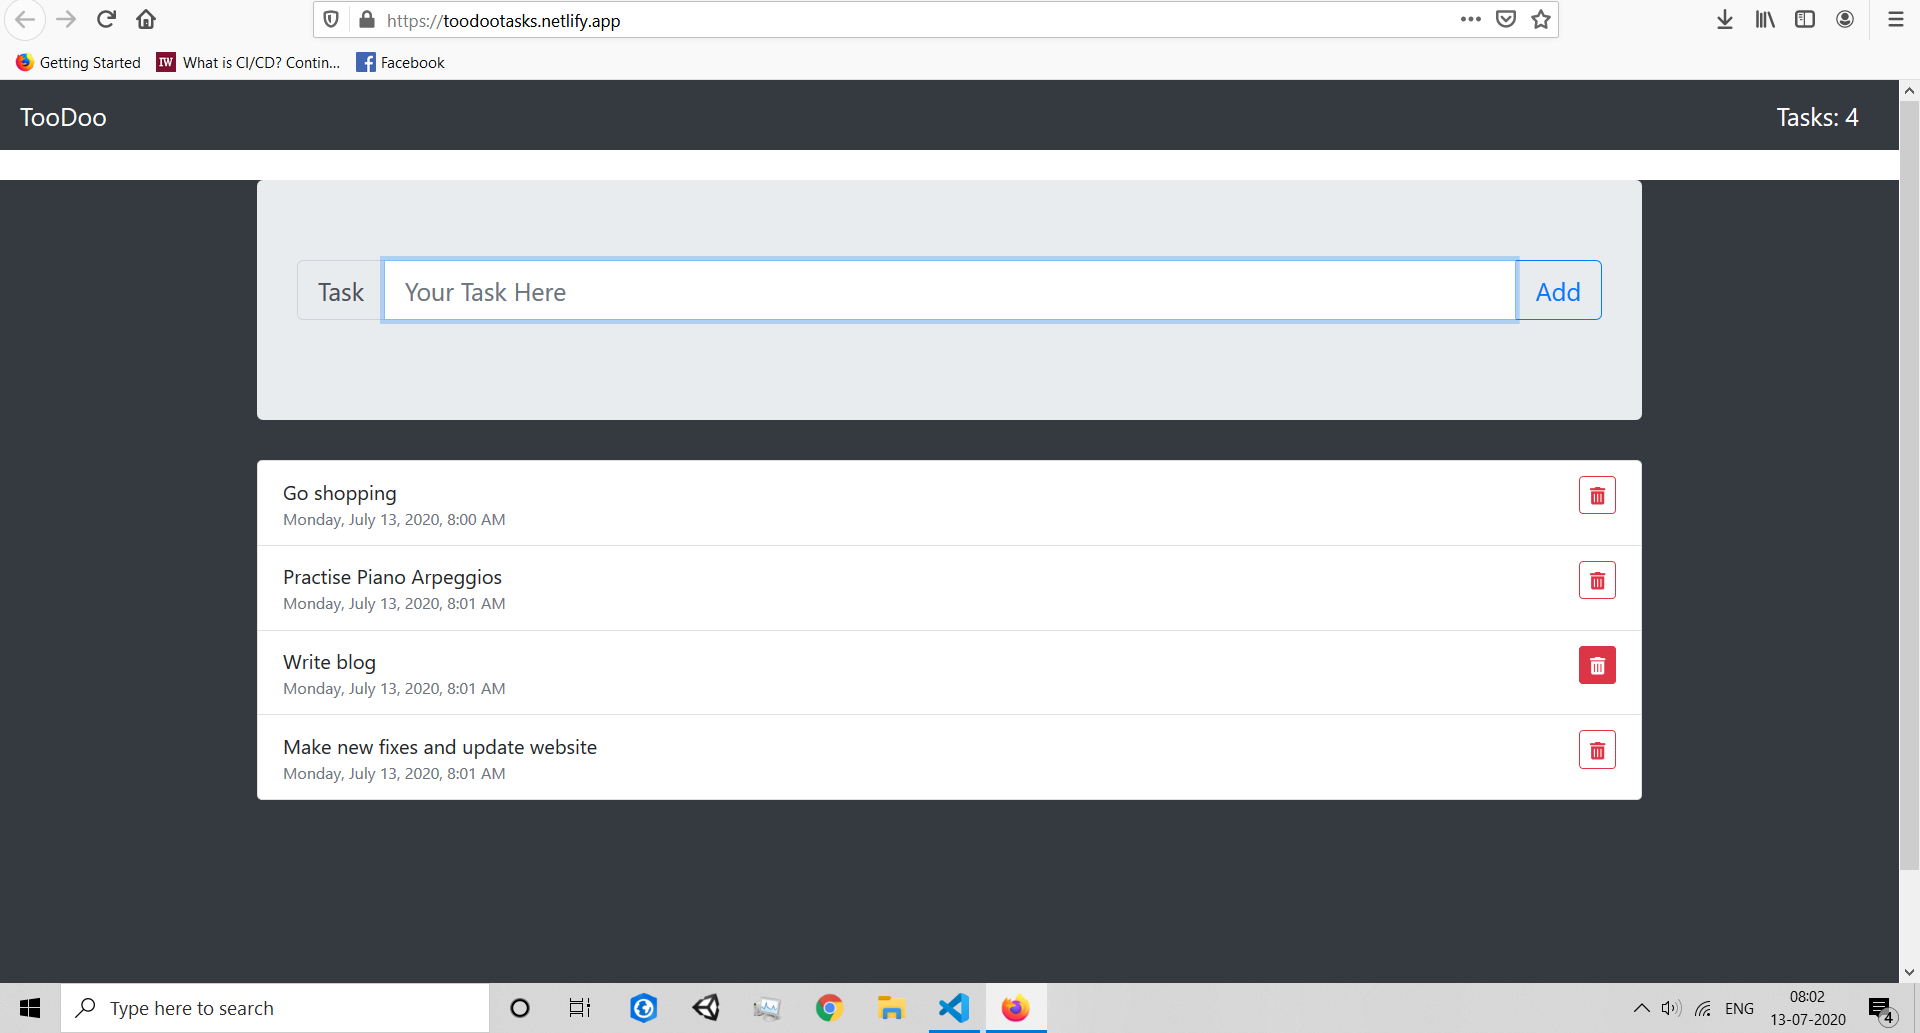 https://toodootasks.netlify.app
Getting Started
IW What is CI/CD? Contin...
Facebook
TooDoo
Tasks: 4
Task
Your Task Here
Add
Go shopping
Monday, July 13, 2020, 8:00 AM
Practise Piano Arpeggios
Monday, July 13, 2020, 8:01 AM
Write blog
Monday, July 13, 2020, 8:01 AM
Make new fixes and update website
Monday, July 13, 2020, 8:01 AM
Type here to search
ENG
08:02
13-07-2020
4